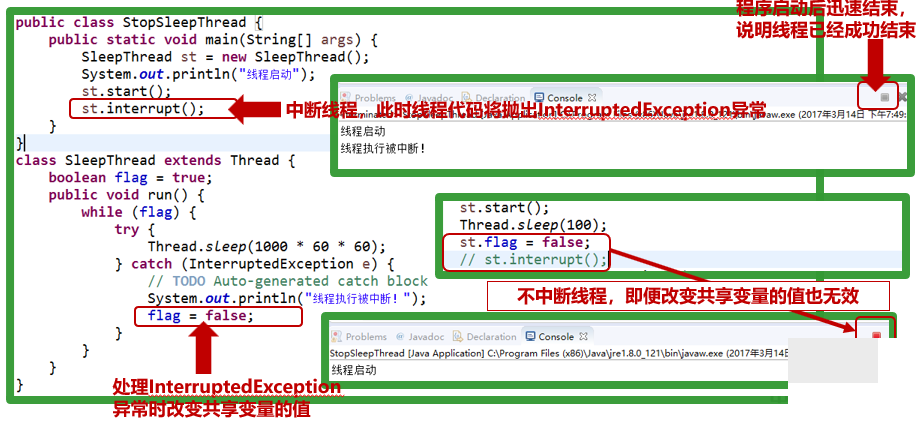 程序启动后迅速结束，
说明线程已经成功结束
public class StopSleepThread {
public static void main(String[] args) {
SleepThread st = new SleepThread();
System.out.println("线程启动");
st.start();
st.interrupt();
}
}
中断线程，此时线程代码将抛出InterruptedException异常
Problems @ Javadoc Declaration Console
javaw.exe (2017年3月14日 下午7:49:
线程启动
线程执行被中断!
class SleepThread extends Thread {
boolean flag = true;
public void run() {
while (flag) {
try {
Thread.sleep(1000 * 60 * 60);
} catch (InterruptedException e) {
// TODO Auto-generated catch block
System.out.println("线程执行被中断!");
flag = false;
}
}
}
}
st.start();
Thread.sleep(100);
st.flag = false;
// st.interrupt();
不中断线程，即便改变共享变量的值也无效
Problems @ Javadoc Declaration Console
StopSleepThread [Java Application] C:\Program Files (x86)\Java\jre1.8.0_121\bin\javaw.exe (2017年3月14日
线程启动
处理InterruptedException
异常时改变共享变量的值